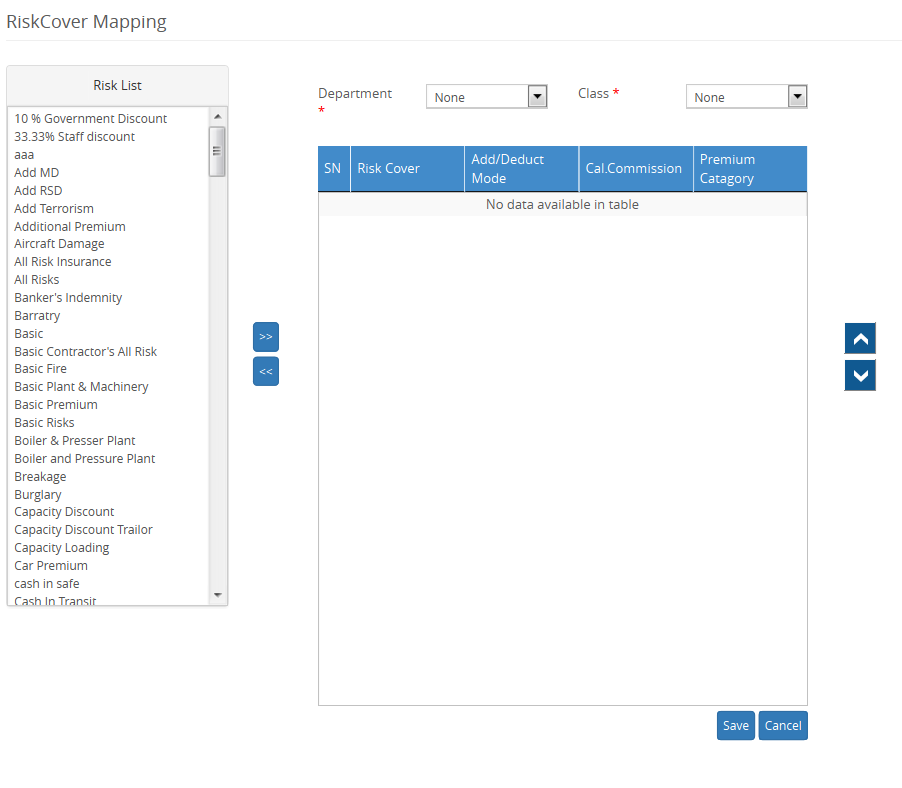 RiskCover Mapping
Risk List
10 % Government Discount
33.33% Staff discount
aaa
Add MD
Add RSD
Add Terrorism
Additional Premium
Aircraft Damage
All Risk Insurance
All Risks
Banker's Indemnity
Barratry
Basic
Basic Contractor's All Risk
Basic Fire
Basic Plant & Machinery
Basic Premium
Basic Risks
Boiler & Presser Plant
Boiler and Pressure Plant
Breakage
Burglary
Capacity Discount
Capacity Discount Trailor
Capacity Loading
Car Premium
cash in safe
Cash In Transit
>>
<<
Department
*
None
Class *
None
SN Risk Cover Add/Deduct Mode Cal.Commission Premium Catagory
No data available in table
Save Cancel